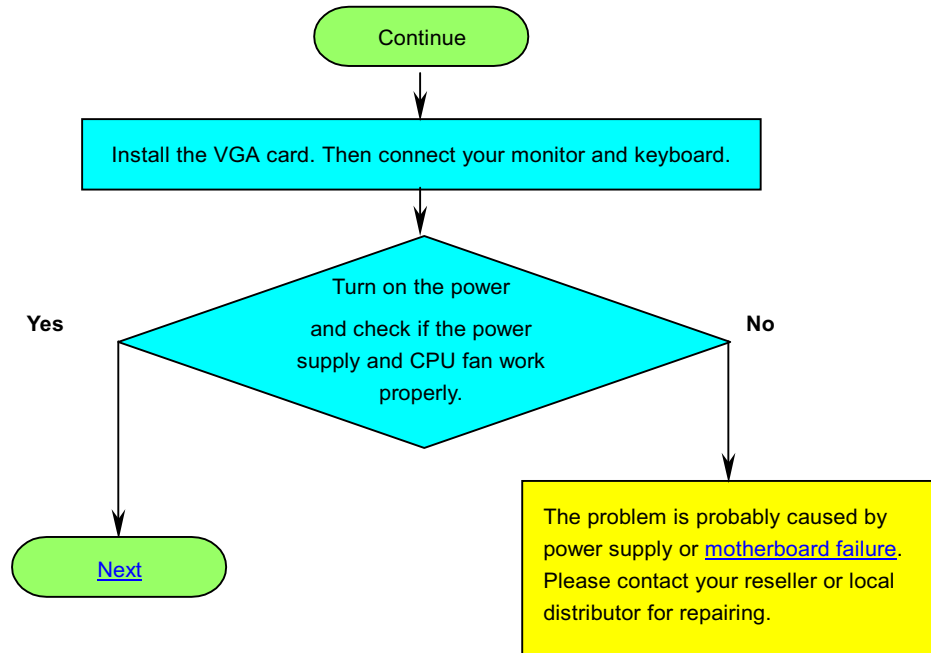 Continue
Install the VGA card. Then connect your monitor and keyboard.
Turn on the power
and check if the power
supply and CPU fan work
properly.
Yes
No
Next
The problem is probably caused by
power supply or motherboard failure.
Please contact your reseller or local
distributor for repairing.